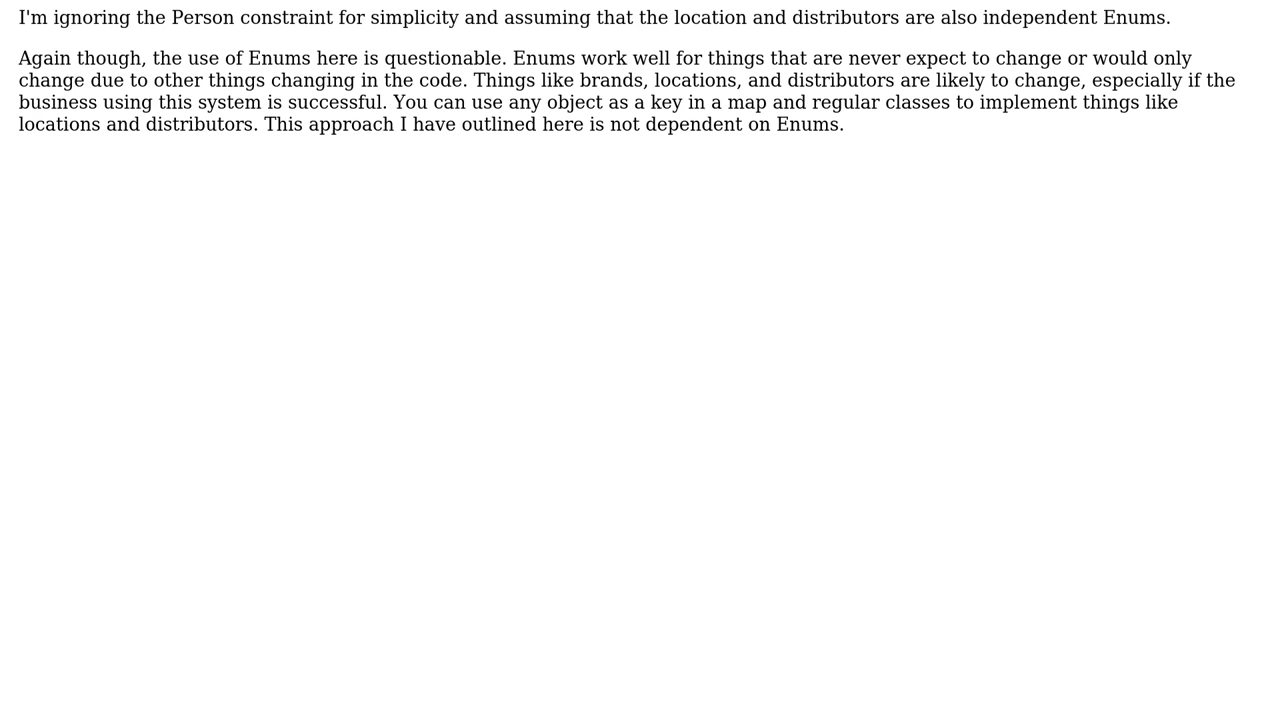 I'm ignoring the Person constraint for simplicity and assuming that the location and distributors are also independent Enums.
Again though, the use of Enums here is questionable. Enums work well for things that are never expect to change or would only
change due to other things changing in the code. Things like brands, locations, and distributors are likely to change, especially if the
business using this system is successful. You can use any object as a key in a map and regular classes to implement things like
locations and distributors. This approach I have outlined here is not dependent on Enums.